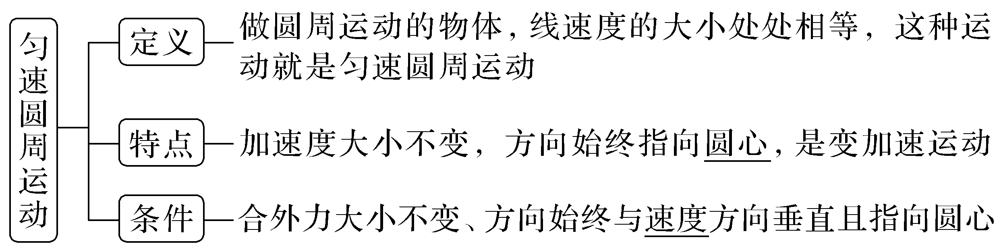 匀速圆周运动
定义
做圆周运动的物体,线速度的大小处处相等,这种运
动就是匀速圆周运动
特点
加速度大小不变,方向始终指向圆心,是变加速运动
条件
合外力大小不变、方向始终与速度方向垂直且指向圆心